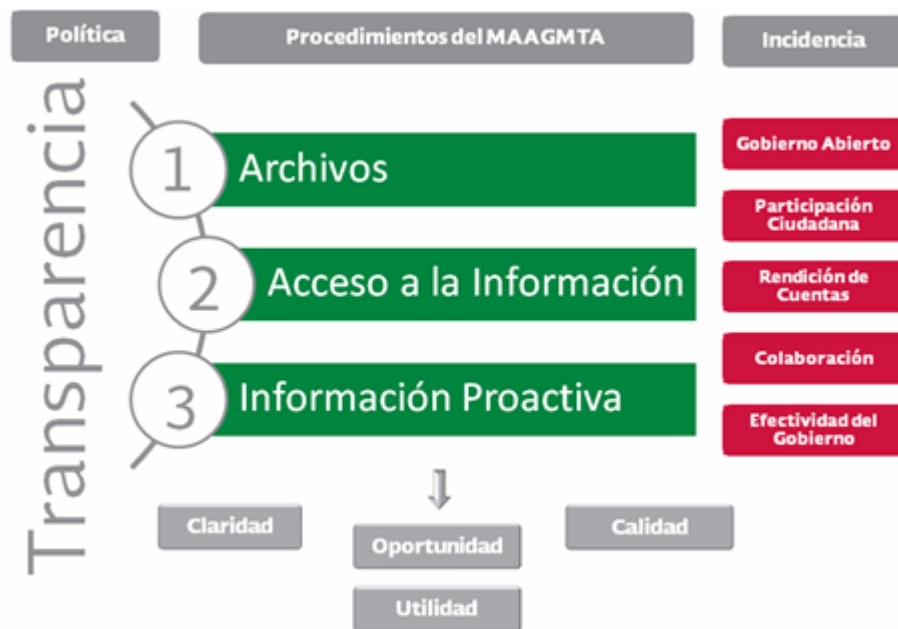 Política
Procedimientos del MAAGMTA
Incidencia
Transparencia
1
Archivos
2
Acceso a la Información
3
Información Proactiva
Gobierno Abierto
Participación
Ciudadana
Rendición de
Cuentas
Colaboración
Efectividad del
Gobierno
Claridad
Oportunidad
Calidad
Utilidad